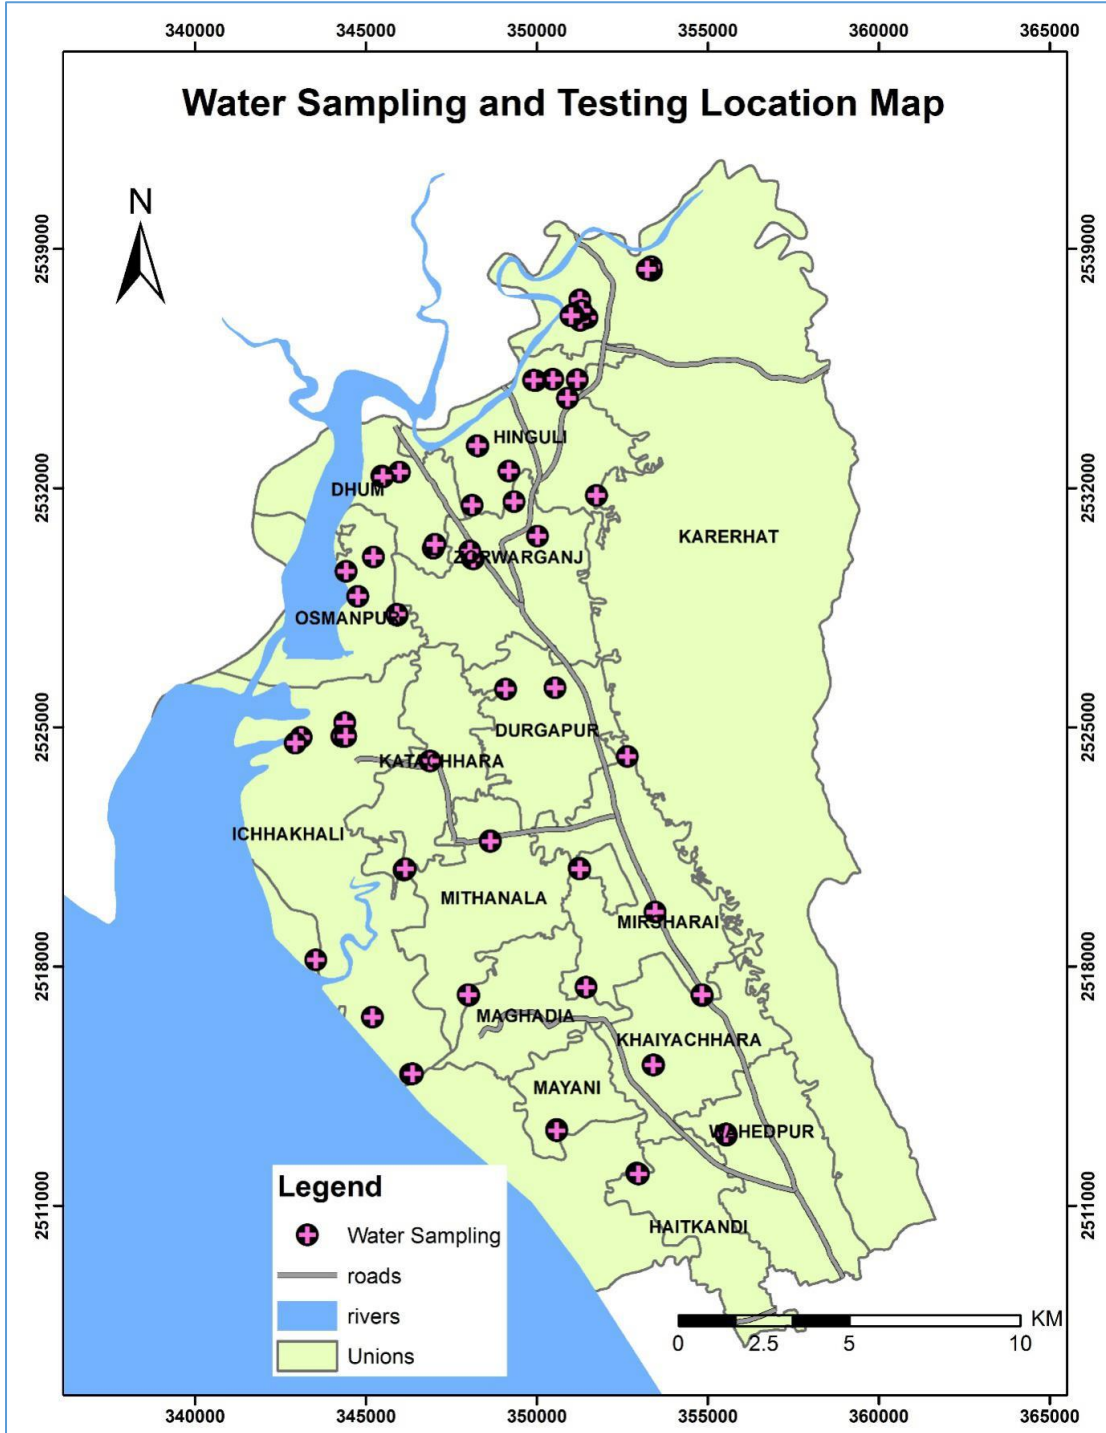 340000 345000 350000 355000 360000 365000
Water Sampling and Testing Location Map
N
2539000 2539000
HINGULI
DHUM
2532000 2532000
KARERHAT
ZORWARGANJ
OSMANPUR
2525000 2525000
DURGAPUR
KATACHHARA
ICHHAKHALI
MITHANALA
MIRSHARAI
2518000 2518000
MAGHADIA
KHAIYACHHARA
MAYANI
WAHEDPUR
2511000 2511000
HAITKANDI
Legend
Water Sampling
roads
rivers
Unions
KM
0 2.5 5 10
340000 345000 350000 355000 360000 365000